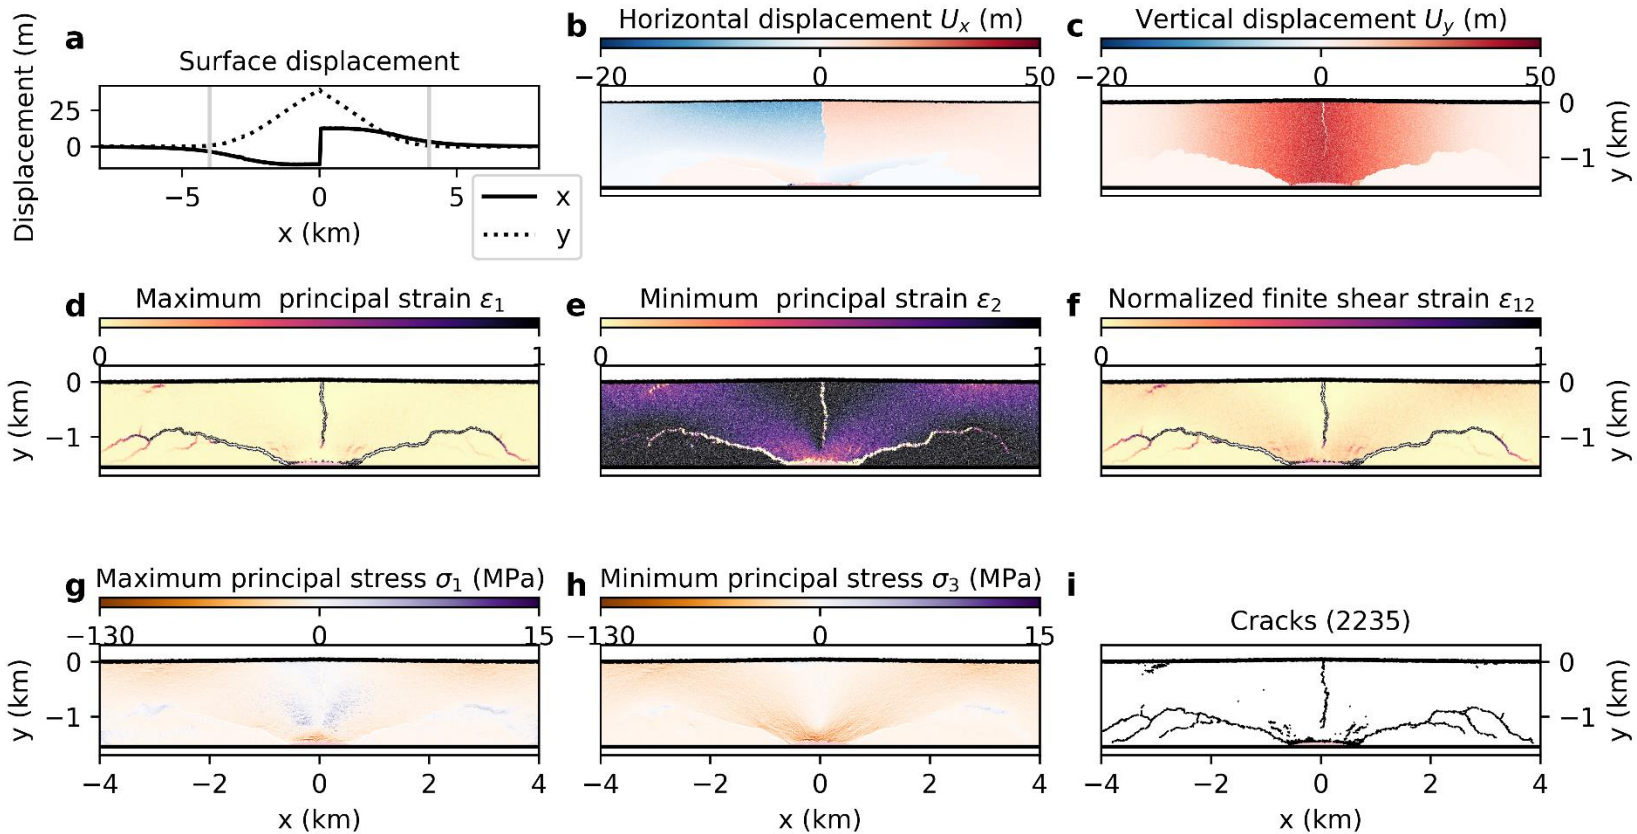 a
Surface displacement
Displacement (m)
25
0
−5
0
5
x (km)
x
y
b
Horizontal displacement Uₓ (m)
−20
0
50
c
Vertical displacement U_y (m)
−20
0
50
0
−1
y (km)
d
Maximum principal strain ε₁
0
1
0
−1
y (km)
e
Minimum principal strain ε₂
0
1
f
Normalized finite shear strain ε₁₂
0
1
0
−1
y (km)
g
Maximum principal stress σ₁ (MPa)
−130
0
15
0
−1
y (km)
−4
−2
0
2
4
x (km)
h
Minimum principal stress σ₃ (MPa)
−130
0
15
−4
−2
0
2
4
x (km)
i
Cracks (2235)
0
−1
y (km)
−4
−2
0
2
4
x (km)